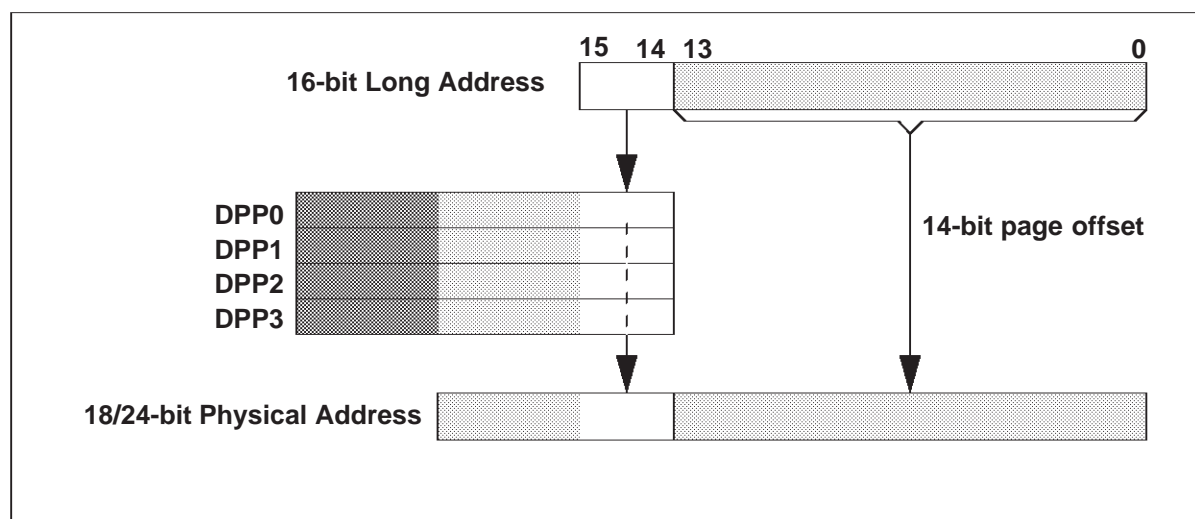 15 14 13 0
16-bit Long Address
DPP0
DPP1
14-bit page offset
DPP2
DPP3
18/24-bit Physical Address